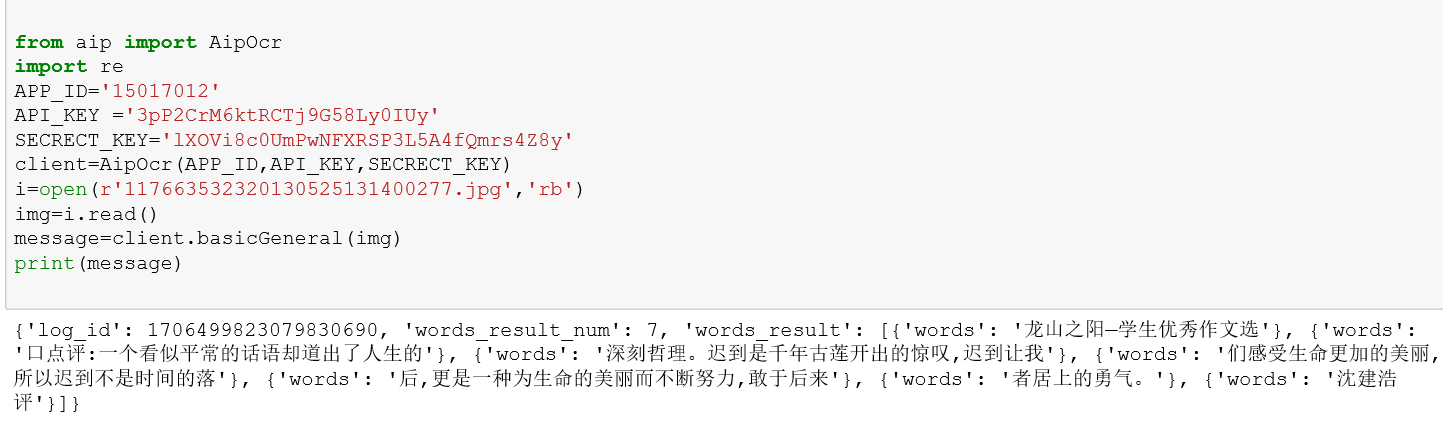 from aip import AipOcr
import re
APP_ID='15017012'
API_KEY ='3pP2CrM6ktRCTj9G58Ly0IUy'
SECRECT_KEY='lXOVi8c0UmPwNFXRSP3L5A4fQmrs4Z8y'
client=AipOcr(APP_ID,API_KEY,SECRECT_KEY)
i=open(r'117663532320130525131400277.jpg','rb')
img=i.read()
message=client.basicGeneral(img)
print(message)
{'log_id': 1706499823079830690, 'words_result_num': 7, 'words_result': [{'words': '龙山之阳—学生优秀作文选'}, {'words':
'口点评:一个看似平常的话语却道出了人生的'}, {'words': '深刻哲理。迟到是千年古莲开出的惊叹,迟到让我'}, {'words': '们感受生命更加的美丽,
所以迟到不是时间的落'}, {'words': '后,更是一种为生命的美丽而不断努力,敢于后来'}, {'words': '者居上的勇气。'}, {'words': '沈建浩
评'}]}